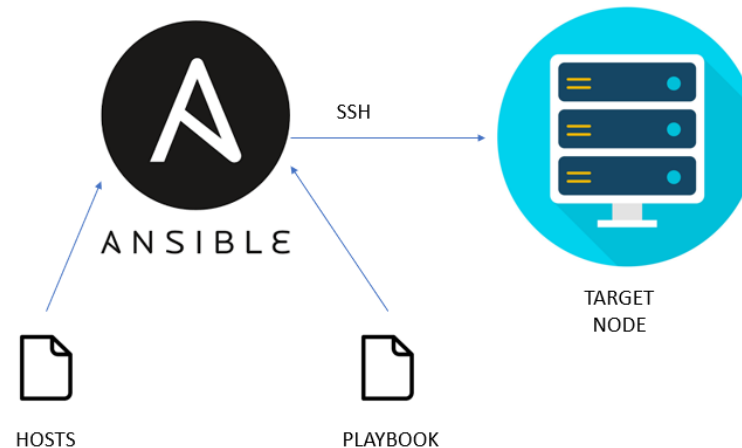 SSH
ANSIBLE
TARGET
NODE
HOSTS
PLAYBOOK